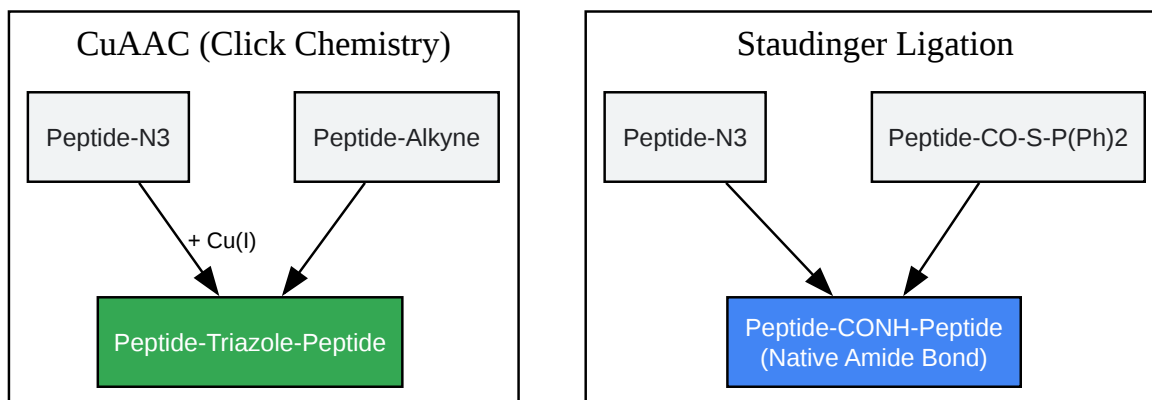 CuAAC (Click Chemistry)
Peptide-N3
Peptide-Alkyne
+ Cu(I)
Peptide-Triazole-Peptide
Staudinger Ligation
Peptide-N3
Peptide-CO-S-P(Ph)2
Peptide-CONH-Peptide
(Native Amide Bond)